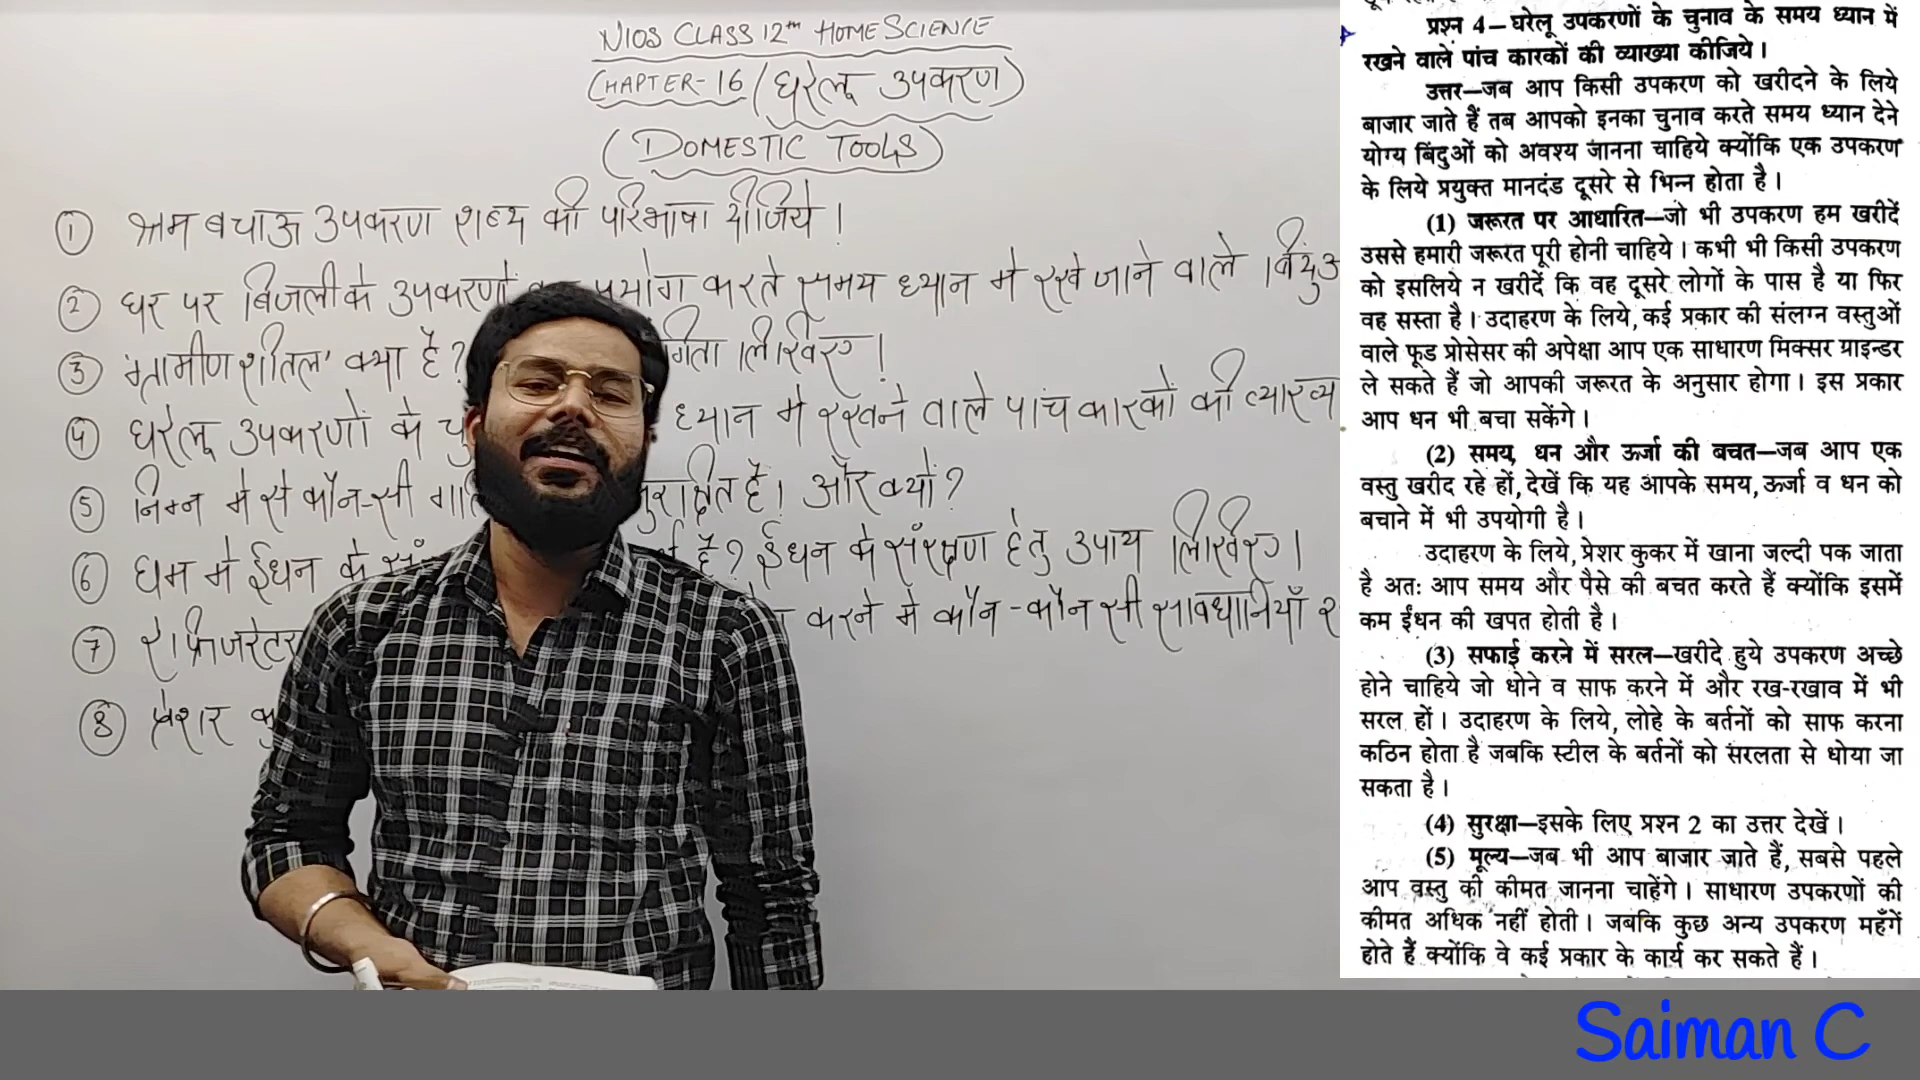 NIOS CLASS 12th HOME SCIENCE
CHAPTER-16 / घरेलू उपकरण
(DOMESTIC TOOLS)
① श्रम बचाऊ उपकरण शब्द की परिभाषा दीजिये।
② घर पर बिजली के उपकरणों प्रयोग करते समय ध्यान में रखे जाने वाले
③ 'ग्रामीण शीतल' क्या है? लिखिए।
④ घरेलू उपकरणों के ध्यान में रखने वाले पांच कारकों की
⑤ निम्न में से कौन-सी सुरक्षित है। और क्यों?
⑥ में ईंधन के है? ईंधन के संरक्षण हेतु उपाय लिखिए।
⑦ करने में कौन-कौन सी सावधानियाँ
⑧ प्रेशर
प्रश्न 4–घरेलू उपकरणों के चुनाव के समय ध्यान में
रखने वाले पांच कारकों की व्याख्या कीजिये।
उत्तर–जब आप किसी उपकरण को खरीदने के लिये
बाजार जाते हैं तब आपको इनका चुनाव करते समय ध्यान देने
योग्य बिंदुओं को अवश्य जानना चाहिये क्योंकि एक उपकरण
के लिये प्रयुक्त मानदंड दूसरे से भिन्न होता है।
(1) जरूरत पर आधारित–जो भी उपकरण हम खरीदें
उससे हमारी जरूरत पूरी होनी चाहिये। कभी भी किसी उपकरण
को इसलिये न खरीदें कि वह दूसरे लोगों के पास है या फिर
वह सस्ता है। उदाहरण के लिये, कई प्रकार की संलग्न वस्तुओं
वाले फूड प्रोसेसर की अपेक्षा आप एक साधारण मिक्सर ग्राइन्डर
ले सकते हैं जो आपकी जरूरत के अनुसार होगा। इस प्रकार
आप धन भी बचा सकेंगे।
(2) समय, धन और ऊर्जा की बचत–जब आप एक
वस्तु खरीद रहे हों, देखें कि यह आपके समय, ऊर्जा व धन को
बचाने में भी उपयोगी है।
उदाहरण के लिये, प्रेशर कुकर में खाना जल्दी पक जाता
है अतः आप समय और पैसे की बचत करते हैं क्योंकि इसमें
कम ईंधन की खपत होती है।
(3) सफाई करने में सरल–खरीदे हुये उपकरण अच्छे
होने चाहिये जो धोने व साफ करने में और रख-रखाव में भी
सरल हों। उदाहरण के लिये, लोहे के बर्तनों को साफ करना
कठिन होता है जबकि स्टील के बर्तनों को सरलता से धोया जा
सकता है।
(4) सुरक्षा–इसके लिए प्रश्न 2 का उत्तर देखें।
(5) मूल्य–जब भी आप बाजार जाते हैं, सबसे पहले
आप वस्तु की कीमत जानना चाहेंगे। साधारण उपकरणों की
कीमत अधिक नहीं होती। जबकि कुछ अन्य उपकरण महँगें
होते हैं क्योंकि वे कई प्रकार के कार्य कर सकते हैं।
Saiman C